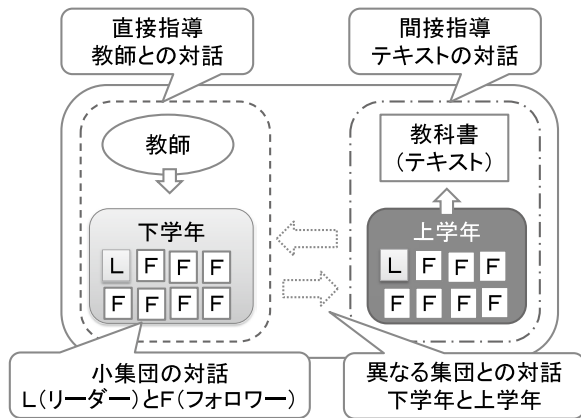 直接指導
教師との対話
間接指導
テキストの対話
教師
教科書
(テキスト)
下学年
L F F F
F F F F
上学年
L F F F
F F F F
小集団の対話
L(リーダー)とF(フォロワー)
異なる集団との対話
下学年と上学年